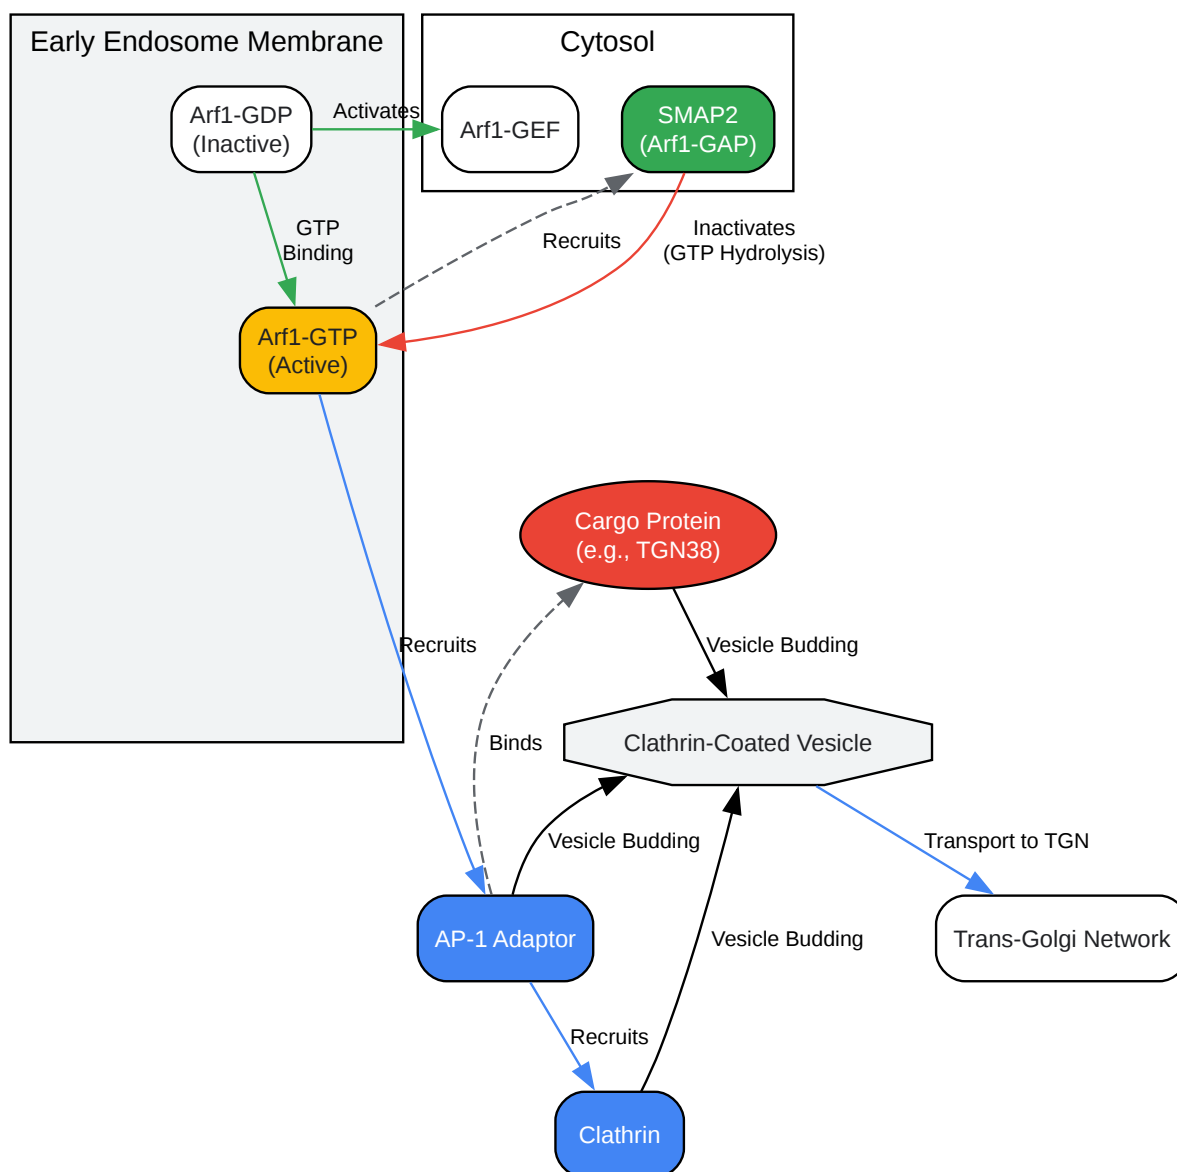 Early Endosome Membrane
Cytosol
Arf1-GDP
(Inactive)
Activates
Arf1-GEF
SMAP2
(Arf1-GAP)
GTP
Binding
Recruits
Inactivates
(GTP Hydrolysis)
Arf1-GTP
(Active)
Cargo Protein
(e.g., TGN38)
Recruits
Vesicle Budding
Binds
Clathrin-Coated Vesicle
Vesicle Budding
Transport to TGN
AP-1 Adaptor
Vesicle Budding
Trans-Golgi Network
Recruits
Clathrin